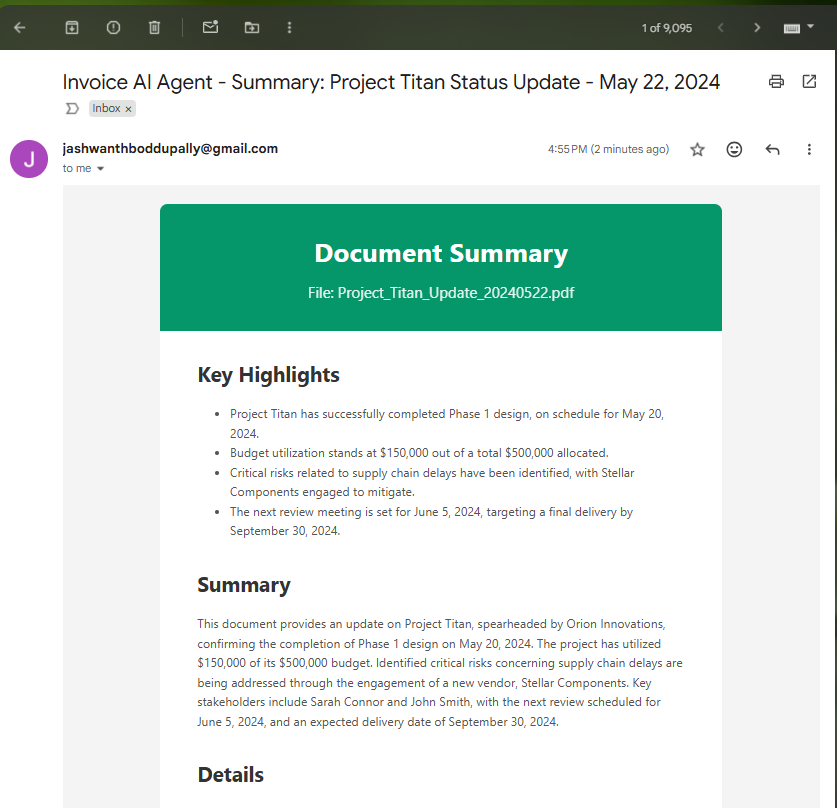 1 of 9,095
Invoice AI Agent - Summary: Project Titan Status Update - May 22, 2024
Inbox ×
J
jashwanthboddupally@gmail.com
4:55 PM (2 minutes ago)
to me
Document Summary
File: Project_Titan_Update_20240522.pdf
Key Highlights
• Project Titan has successfully completed Phase 1 design, on schedule for May 20,
2024.
• Budget utilization stands at $150,000 out of a total $500,000 allocated.
• Critical risks related to supply chain delays have been identified, with Stellar
Components engaged to mitigate.
• The next review meeting is set for June 5, 2024, targeting a final delivery by
September 30, 2024.
Summary
This document provides an update on Project Titan, spearheaded by Orion Innovations,
confirming the completion of Phase 1 design on May 20, 2024. The project has utilized
$150,000 of its $500,000 budget. Identified critical risks concerning supply chain delays are
being addressed through the engagement of a new vendor, Stellar Components. Key
stakeholders include Sarah Connor and John Smith, with the next review scheduled for
June 5, 2024, and an expected delivery date of September 30, 2024.
Details